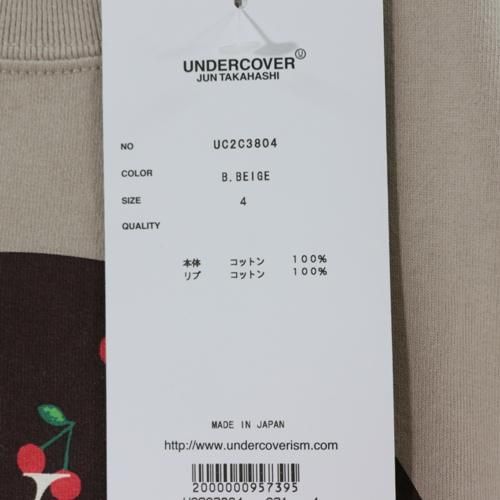 UNDERCOVER U
JUN TAKAHASHI
NO UC2C3804
COLOR B.BEIGE
SIZE 4
QUALITY
本体 コットン 100%
リブ コットン 100%
MADE IN JAPAN
http://www.undercoverism.com
2000000957395